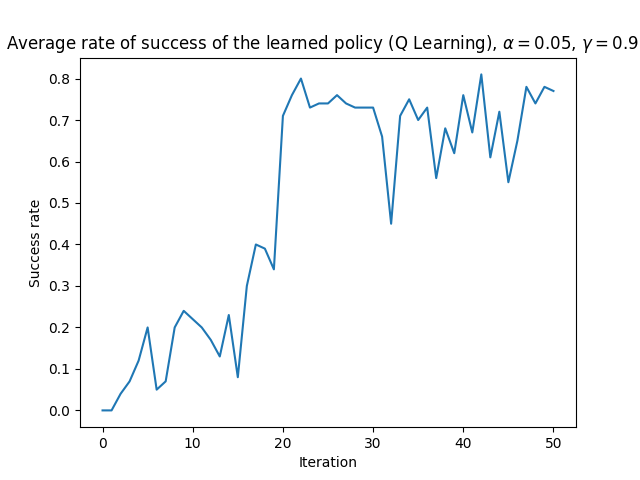 Average rate of success of the learned policy (Q Learning), α = 0.05, γ = 0.9
0.8
0.7
0.6
0.5
0.4
0.3
0.2
0.1
0.0
Success rate
0 10 20 30 40 50
Iteration